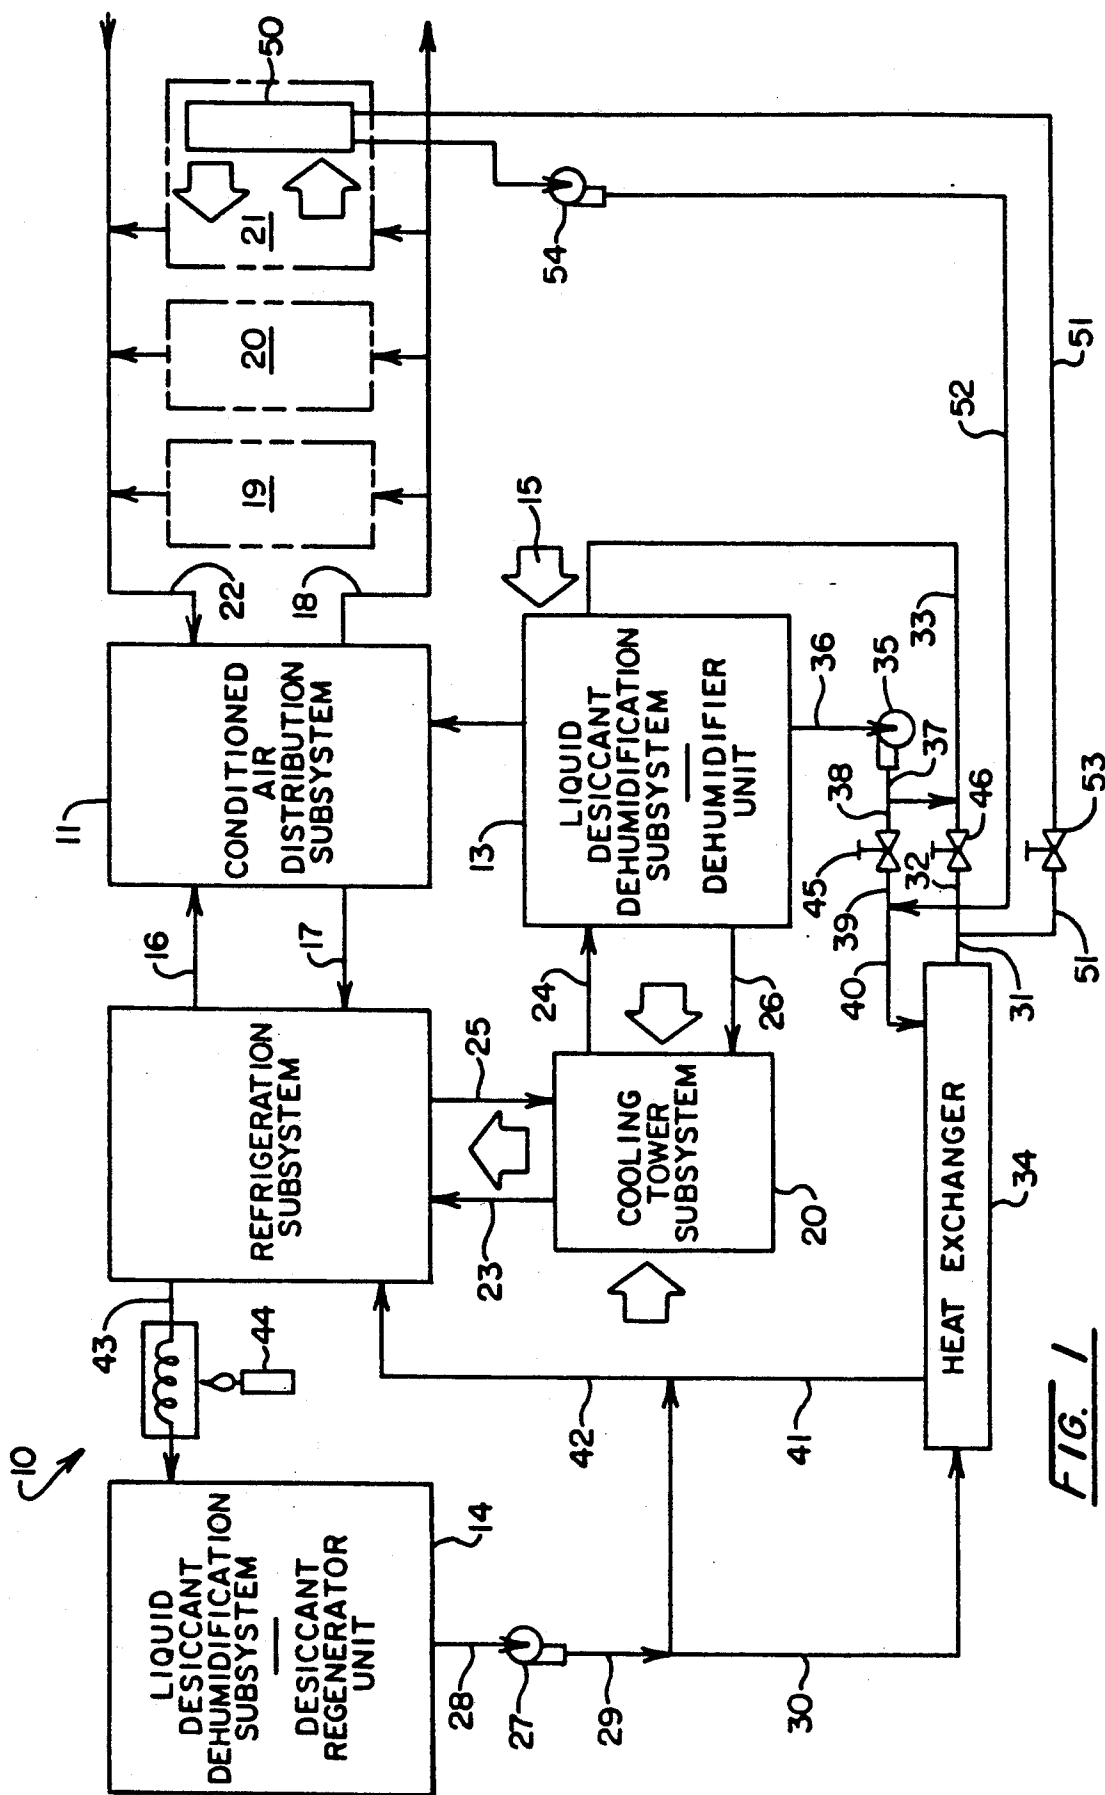 10
LIQUID
DESICCANT
DEHUMIDIFICATION
SUBSYSTEM
DESICCANT
REGENERATOR
UNIT
14
43
44
REFRIGERATION
SUBSYSTEM
16
17
11
CONDITIONED
AIR
DISTRIBUTION
SUBSYSTEM
22
18
19
20
21
50
28
27
29
30
42
41
23
25
COOLING
TOWER
SUBSYSTEM
20
24
26
13
LIQUID
DESICCANT
DEHUMIDIFICATION
SUBSYSTEM
DEHUMIDIFIER
UNIT
15
36
35
37
38
45
39
40
32
46
33
31
51
53
52
51
54
HEAT EXCHANGER
34
FIG. 1